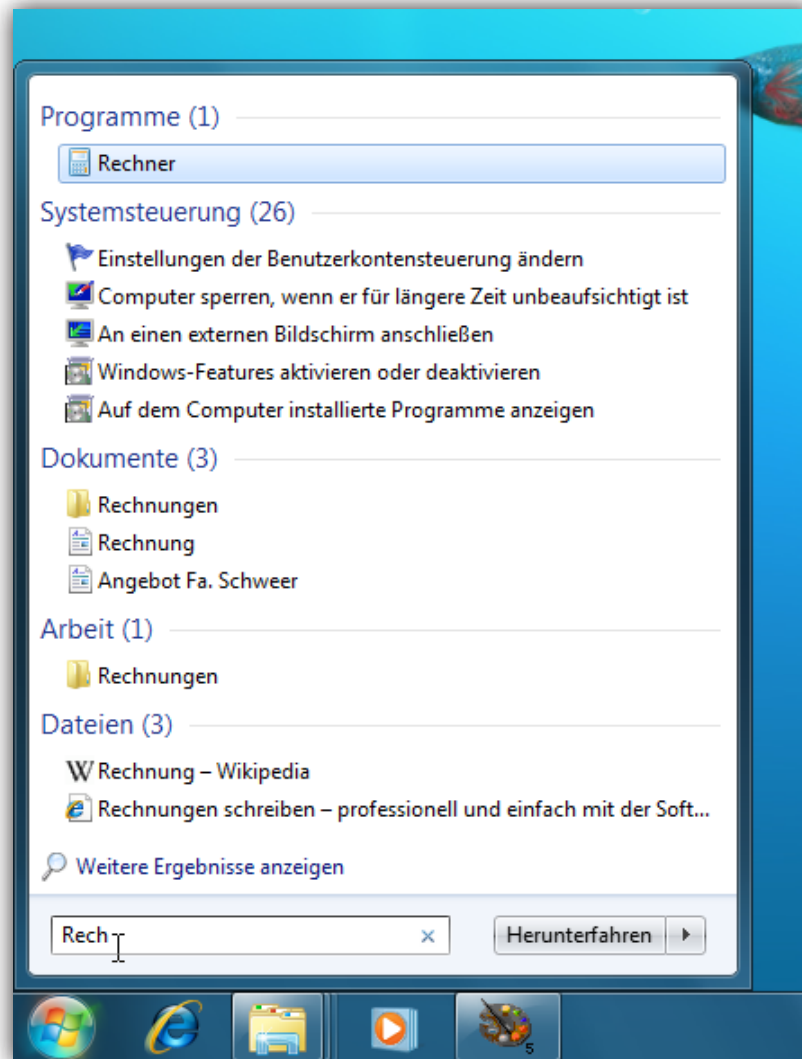 Programme (1)
Rechner
Systemsteuerung (26)
Einstellungen der Benutzerkontensteuerung ändern
Computer sperren, wenn er für längere Zeit unbeaufsichtigt ist
An einen externen Bildschirm anschließen
Windows-Features aktivieren oder deaktivieren
Auf dem Computer installierte Programme anzeigen
Dokumente (3)
Rechnungen
Rechnung
Angebot Fa. Schweer
Arbeit (1)
Rechnungen
Dateien (3)
W Rechnung – Wikipedia
Rechnungen schreiben – professionell und einfach mit der Soft...
Weitere Ergebnisse anzeigen
Rech
Herunterfahren
5